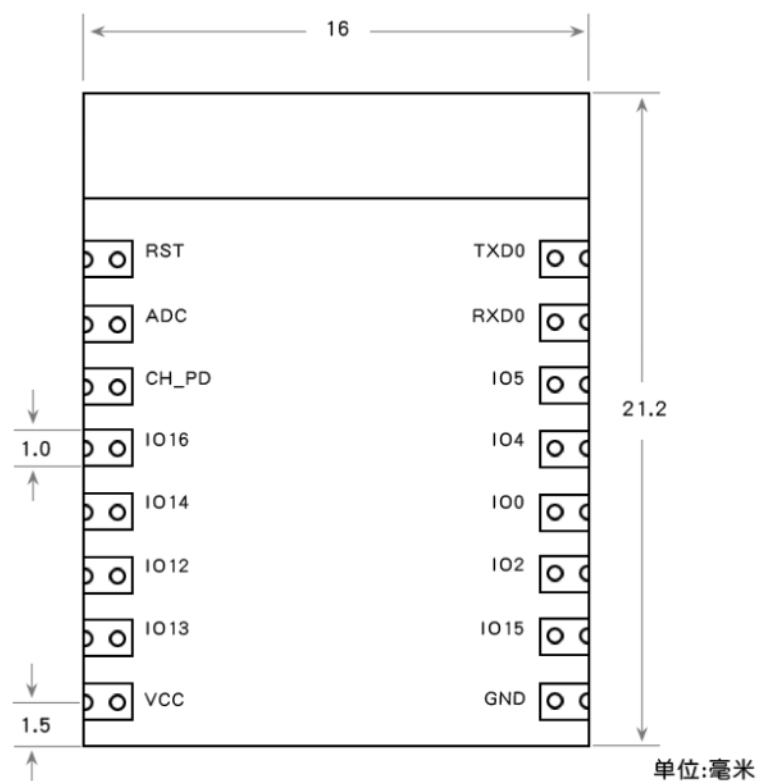 16
RST TXD0
ADC RXD0
CH_PD IO5
21.2
IO16 IO4
1.0
IO14 IO0
IO12 IO2
IO13 IO15
VCC GND
1.5
单位:毫米